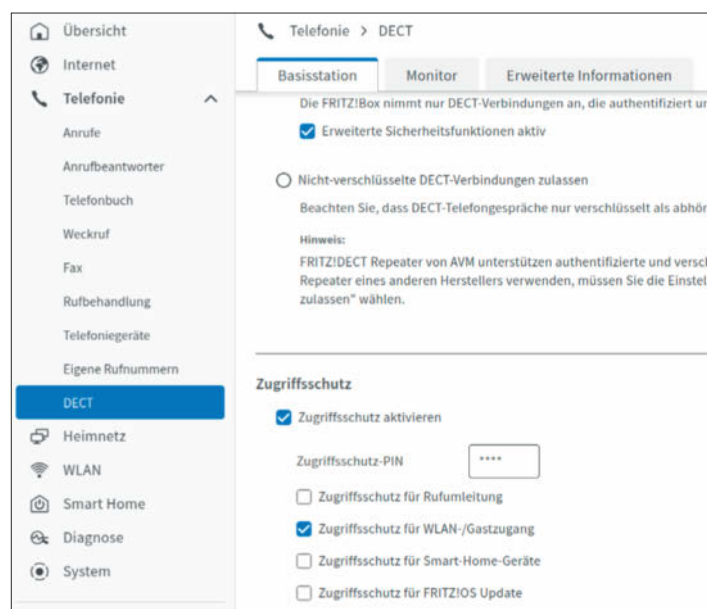 Übersicht
Internet
Telefonie
Anrufe
Anrufbeantworter
Telefonbuch
Weckruf
Fax
Rufbehandlung
Telefoniegeräte
Eigene Rufnummern
DECT
Heimnetz
WLAN
Smart Home
Diagnose
System
Telefonie > DECT
Basisstation Monitor Erweiterte Informationen
Die FRITZ!Box nimmt nur DECT-Verbindungen an, die authentifiziert ur
Erweiterte Sicherheitsfunktionen aktiv
Nicht-verschlüsselte DECT-Verbindungen zulassen
Beachten Sie, dass DECT-Telefongespräche nur verschlüsselt als abhör
Hinweis:
FRITZ!DECT Repeater von AVM unterstützen authentifizierte und versch
Repeater eines anderen Herstellers verwenden, müssen Sie die Einstel
zulassen" wählen.
Zugriffsschutz
Zugriffsschutz aktivieren
Zugriffsschutz-PIN ****
Zugriffsschutz für Rufumleitung
Zugriffsschutz für WLAN-/Gastzugang
Zugriffsschutz für Smart-Home-Geräte
Zugriffsschutz für FRITZ!OS Update